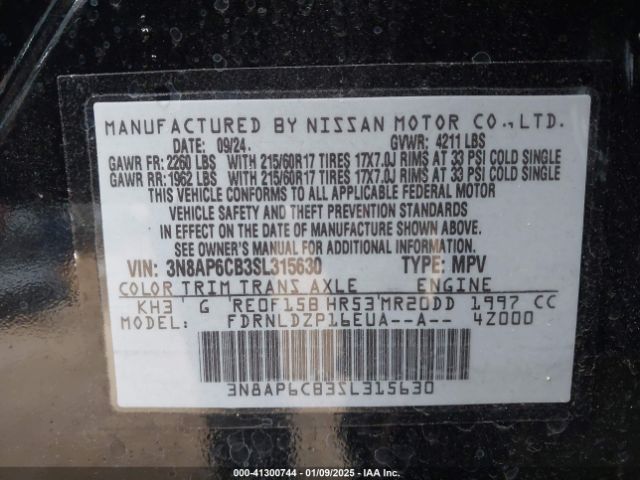 MANUFACTURED BY NISSAN MOTOR CO.,LTD.
DATE: 09/24. GVWR: 4211 LBS
GAWR FR: 2260 LBS WITH 215/60R17 TIRES 17X7.0J RIMS AT 33 PSI COLD SINGLE
GAWR RR: 1962 LBS WITH 215/60R17 TIRES 17X7.0J RIMS AT 33 PSI COLD SINGLE
THIS VEHICLE CONFORMS TO ALL APPLICABLE FEDERAL MOTOR
VEHICLE SAFETY AND THEFT PREVENTION STANDARDS
IN EFFECT ON THE DATE OF MANUFACTURE SHOWN ABOVE.
SEE OWNER'S MANUAL FOR ADDITIONAL INFORMATION
VIN: 3N8AP6CB3SL315630 TYPE: MPV
COLOR TRIM TRANS AXLE ENGINE
KH3 G RE0F15B HR53 MR20DD 1997 CC
MODEL: FDRNLDZP16EUA--A-- 4Z000
3N8AP6CB3SL315630
000-41300744 — 01/09/2025 — IAA Inc.